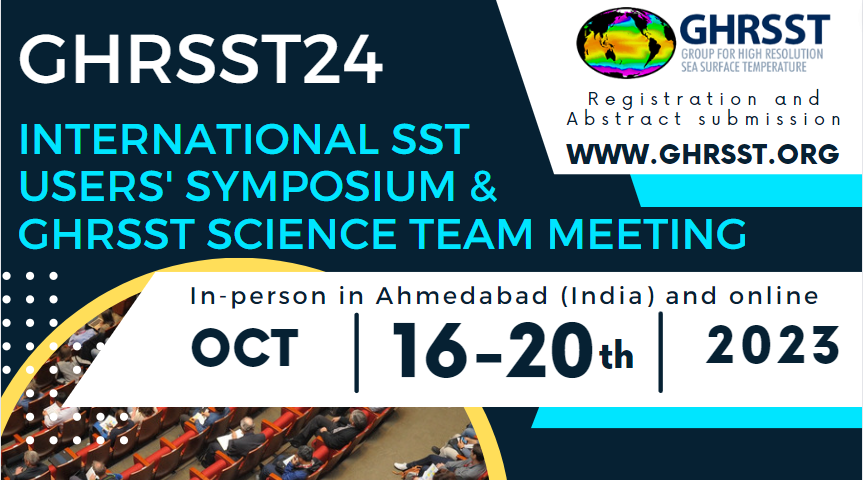 GHRSST24
INTERNATIONAL SST
USERS' SYMPOSIUM &
GHRSST SCIENCE TEAM MEETING
GHRSST
GROUP FOR HIGH RESOLUTION
SEA SURFACE TEMPERATURE
Registration and
Abstract submission
WWW.GHRSST.ORG
In-person in Ahmedabad (India) and online
OCT | 16-20th | 2023